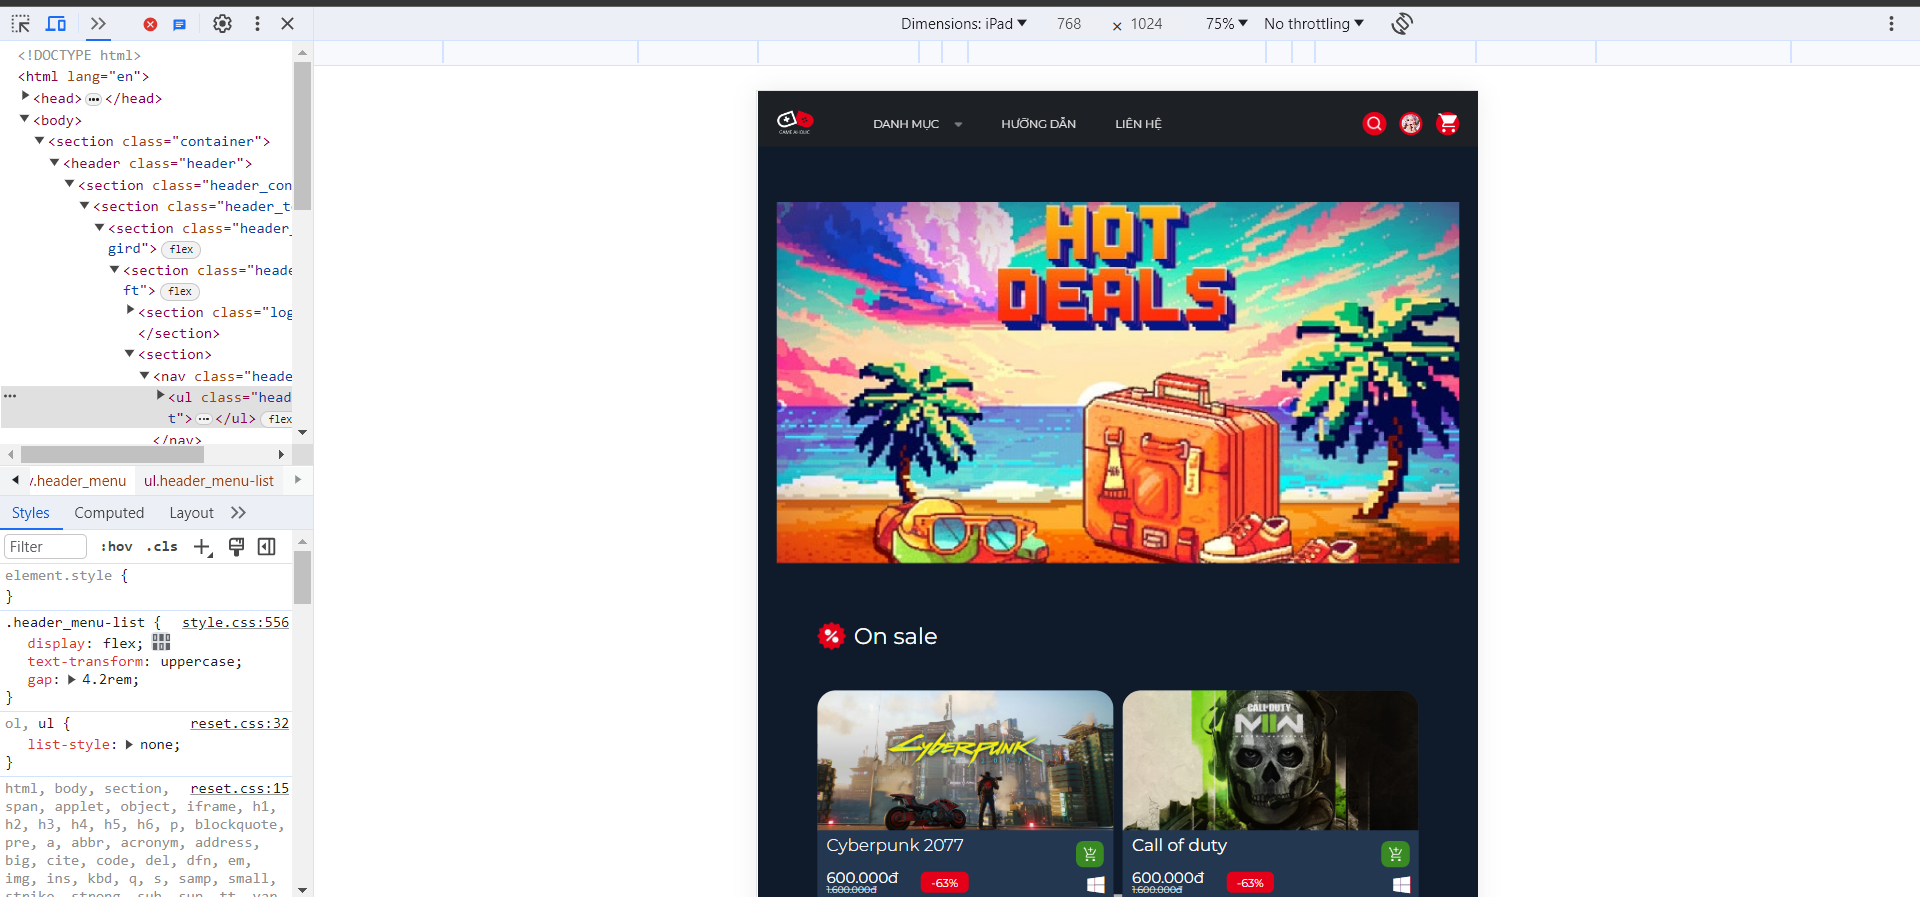 Dimensions: iPad 768 × 1024 75% No throttling
<!DOCTYPE html>
<html lang="en">
<head> ••• </head>
<body>
<section class="container">
<header class="header">
<section class="header_con
<section class="header_t
<section class="header_
gird"> flex
<section class="heade
ft"> flex
<section class="log
</section>
<section>
<nav class="heade
<ul class="head
t"> ••• </ul> flex
</nav>
v.header_menu ul.header_menu-list
Styles Computed Layout
Filter :hov .cls
element.style {
}
.header_menu-list { style.css:556
display: flex;
text-transform: uppercase;
gap: 4.2rem;
}
ol, ul { reset.css:32
list-style: none;
}
html, body, section, reset.css:15
span, applet, object, iframe, h1,
h2, h3, h4, h5, h6, p, blockquote,
pre, a, abbr, acronym, address,
big, cite, code, del, dfn, em,
img, ins, kbd, q, s, samp, small,
strike, strong, sub, sup, tt, var,
DANH MỤC HƯỚNG DẪN LIÊN HỆ
HOT
DEALS
On sale
CYBERPUNK
CALL OF DUTY
MWII
Cyberpunk 2077
600.000đ -63%
1.600.000đ
Call of duty
600.000đ -63%
1.600.000đ